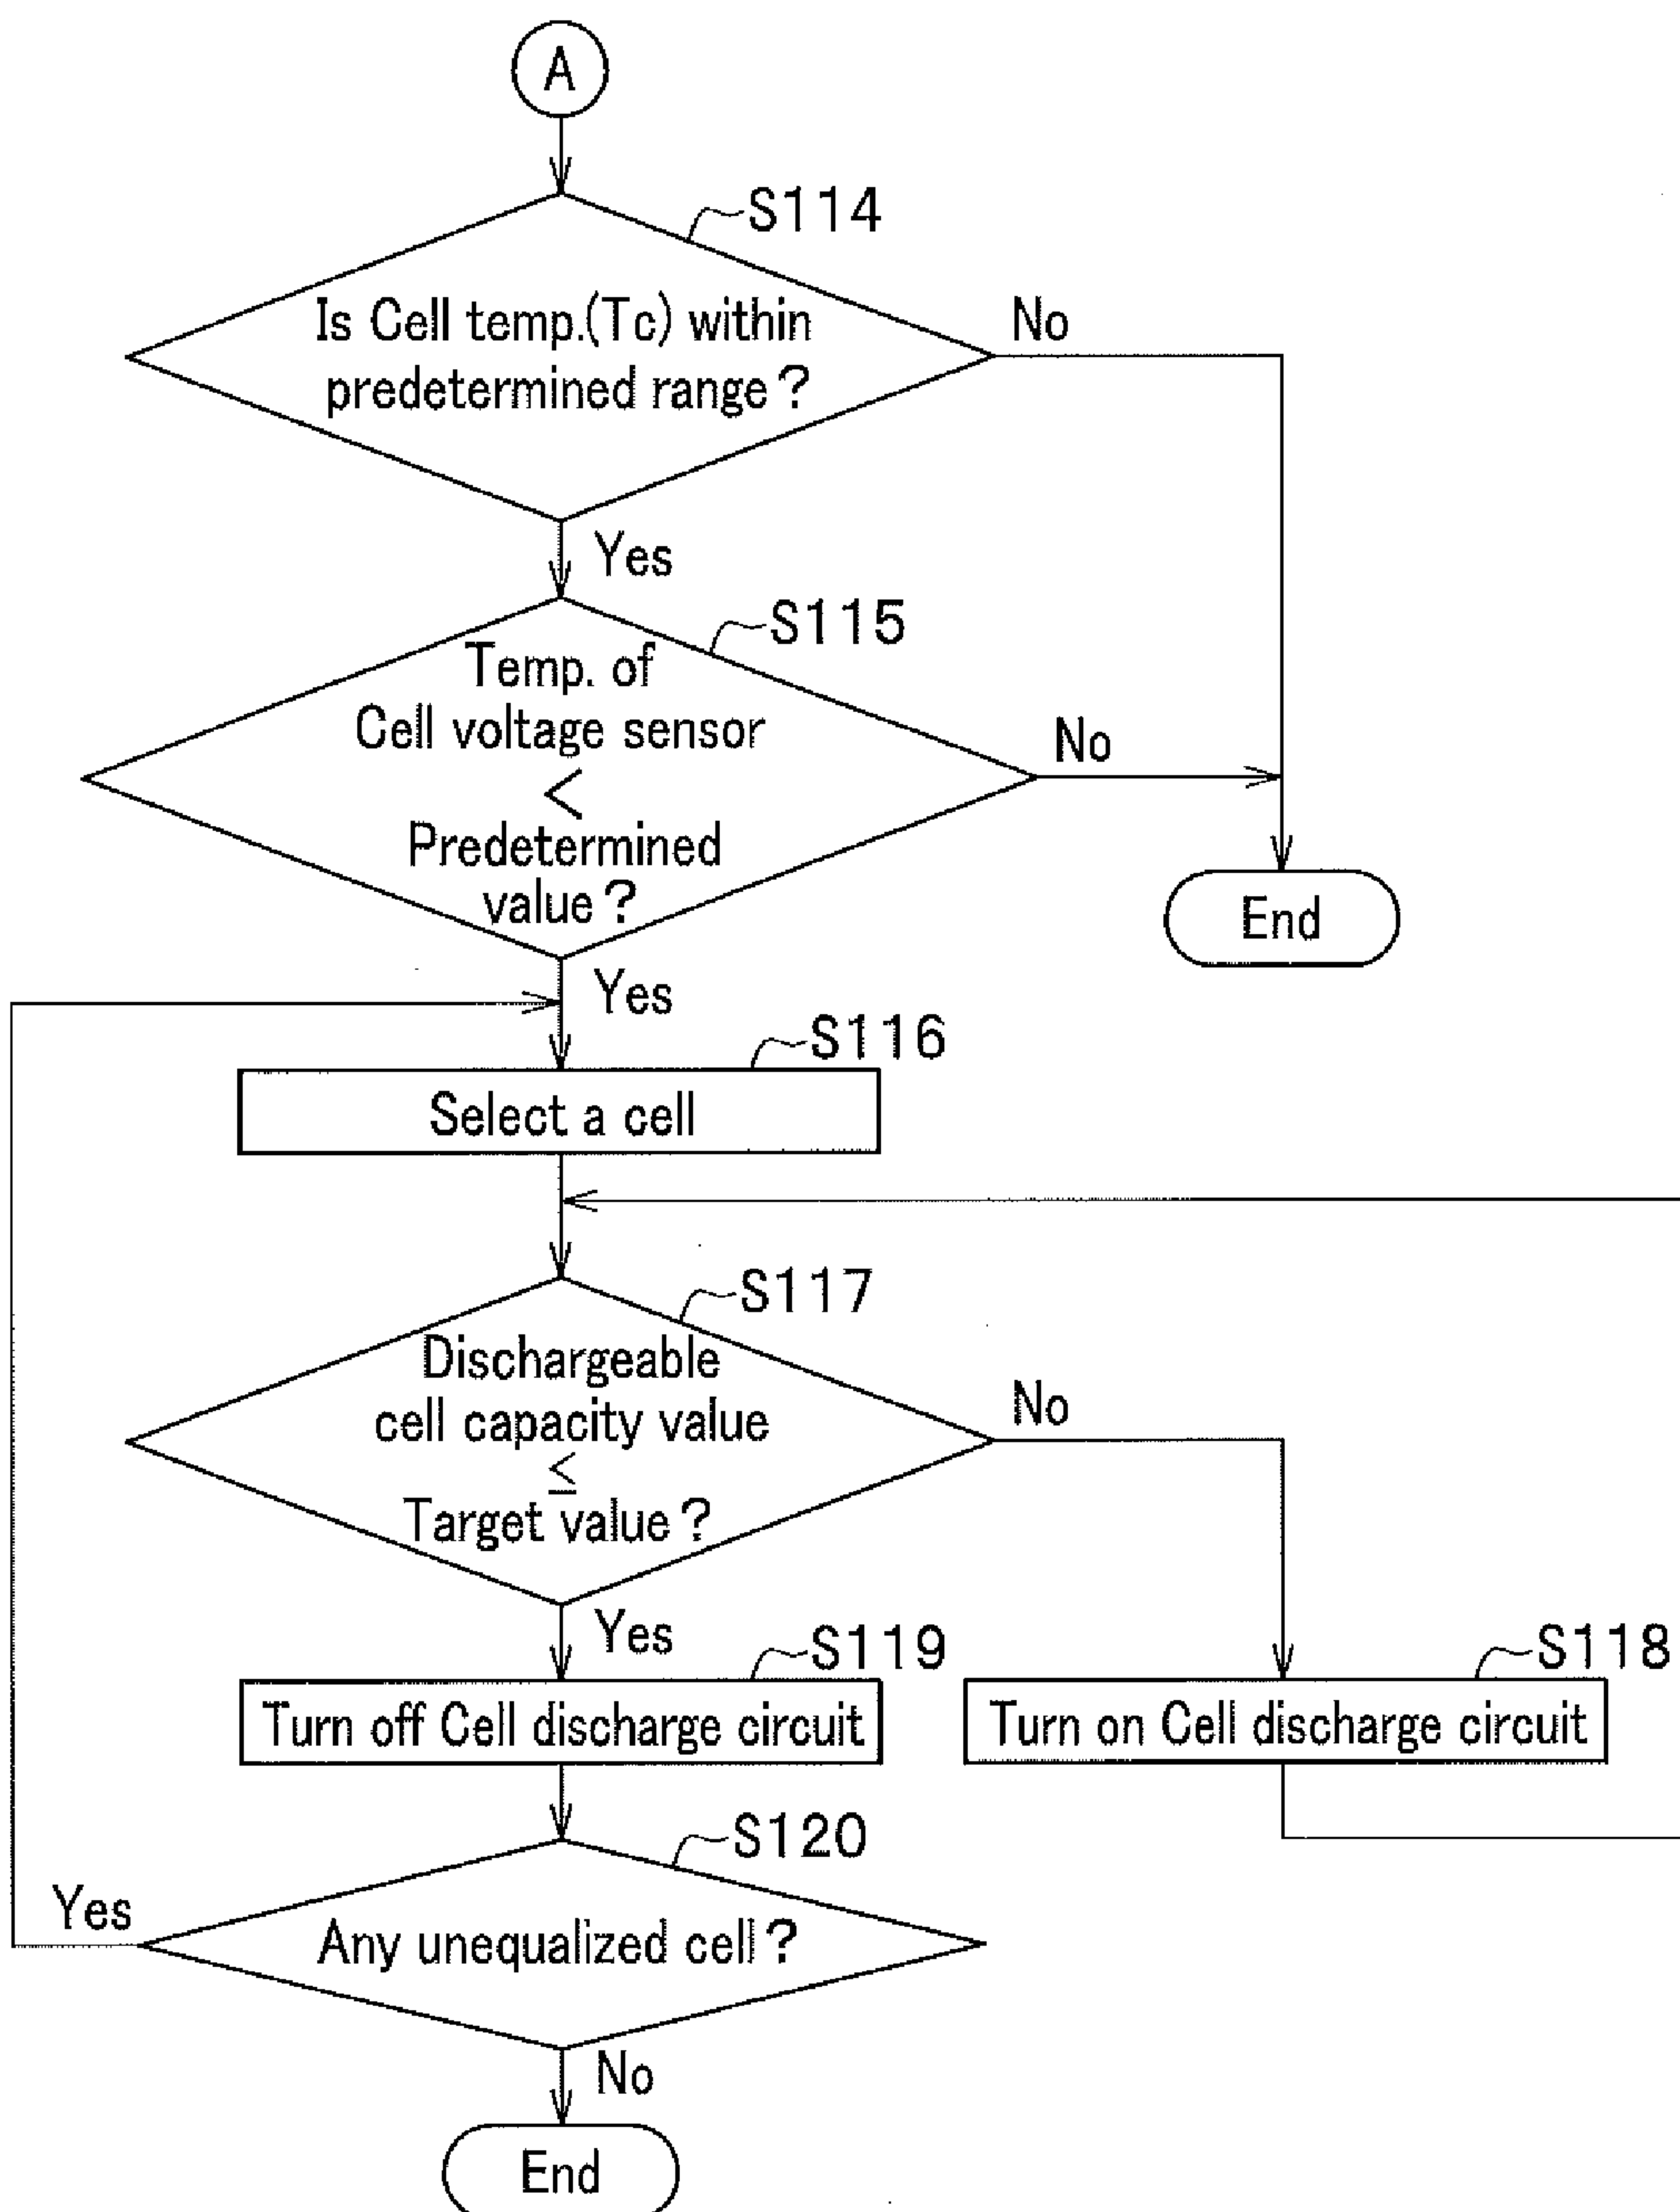 A
S114
Is Cell temp.(Tc) within
predetermined range?
No
Yes
S115
Temp. of
Cell voltage sensor
<
Predetermined
value?
No
End
Yes
S116
Select a cell
S117
Dischargeable
cell capacity value
≤
Target value?
No
Yes
S119
Turn off Cell discharge circuit
S118
Turn on Cell discharge circuit
S120
Yes
Any unequalized cell?
No
End